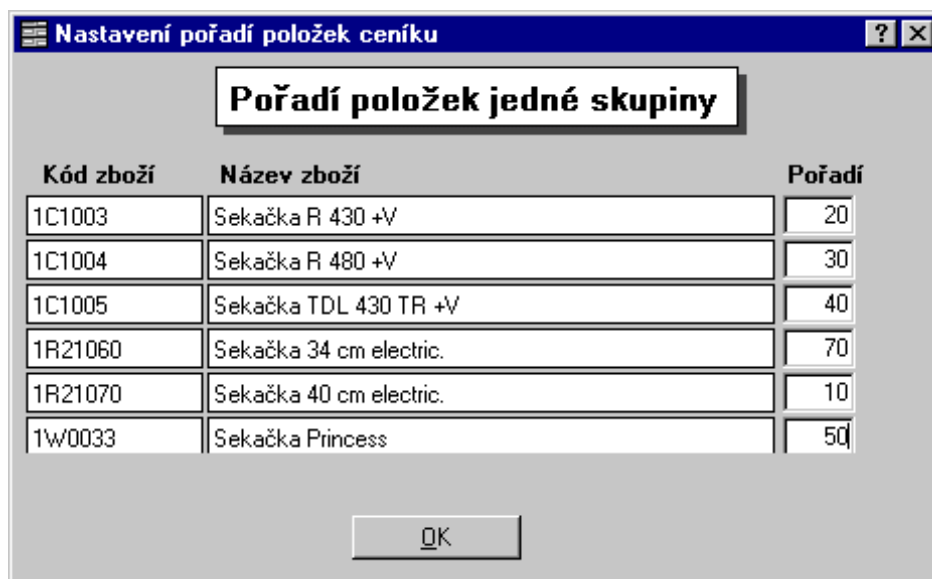 Nastavení pořadí položek ceníku
Pořadí položek jedné skupiny
Kód zboží Název zboží Pořadí
1C1003 Sekačka R 430 +V 20
1C1004 Sekačka R 480 +V 30
1C1005 Sekačka TDL 430 TR +V 40
1R21060 Sekačka 34 cm electric. 70
1R21070 Sekačka 40 cm electric. 10
1W0033 Sekačka Princess 50
OK